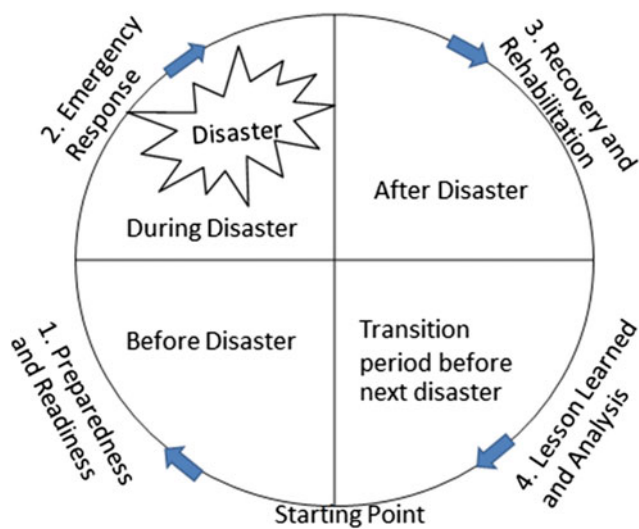 2. Emergency
Response
3. Recovery and
Rehabilitation
Disaster
During Disaster
After Disaster
1. Preparedness
and Readiness
Before Disaster
Transition
period before
next disaster
4. Lesson Learned
and Analysis
Starting Point